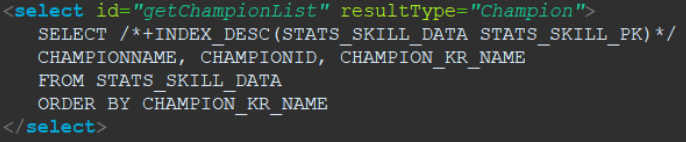 <select id="getChampionList" resultType="Champion">
SELECT /*+INDEX_DESC(STATS_SKILL_DATA STATS_SKILL_PK)*/
CHAMPIONNAME, CHAMPIONID, CHAMPION_KR_NAME
FROM STATS_SKILL_DATA
ORDER BY CHAMPION_KR_NAME
</select>